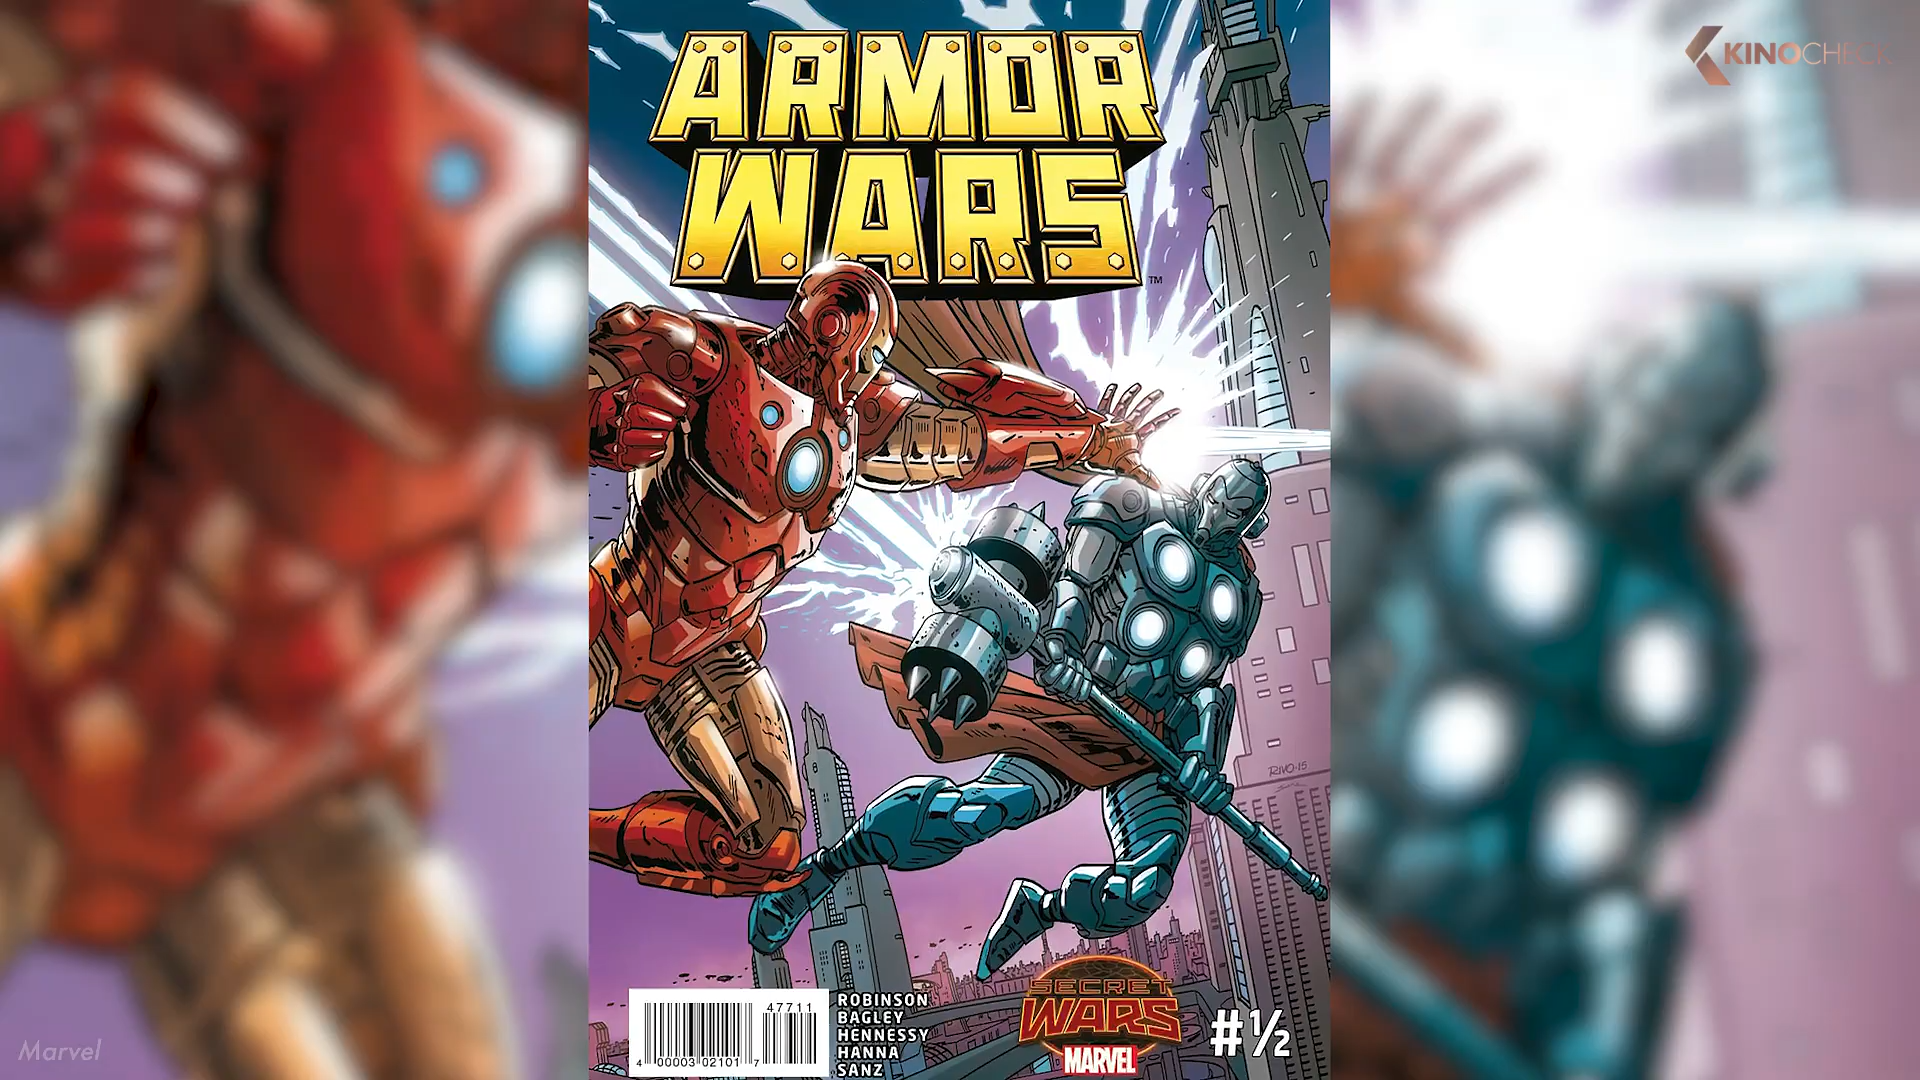 ARMOR
WARS
TM
KINOCHECK
RIVO-15
47711
4 00003 02101 7
ROBINSON
BAGLEY
HENNESSY
HANNA
SANZ
SECRET
WARS
MARVEL
#½
Marvel